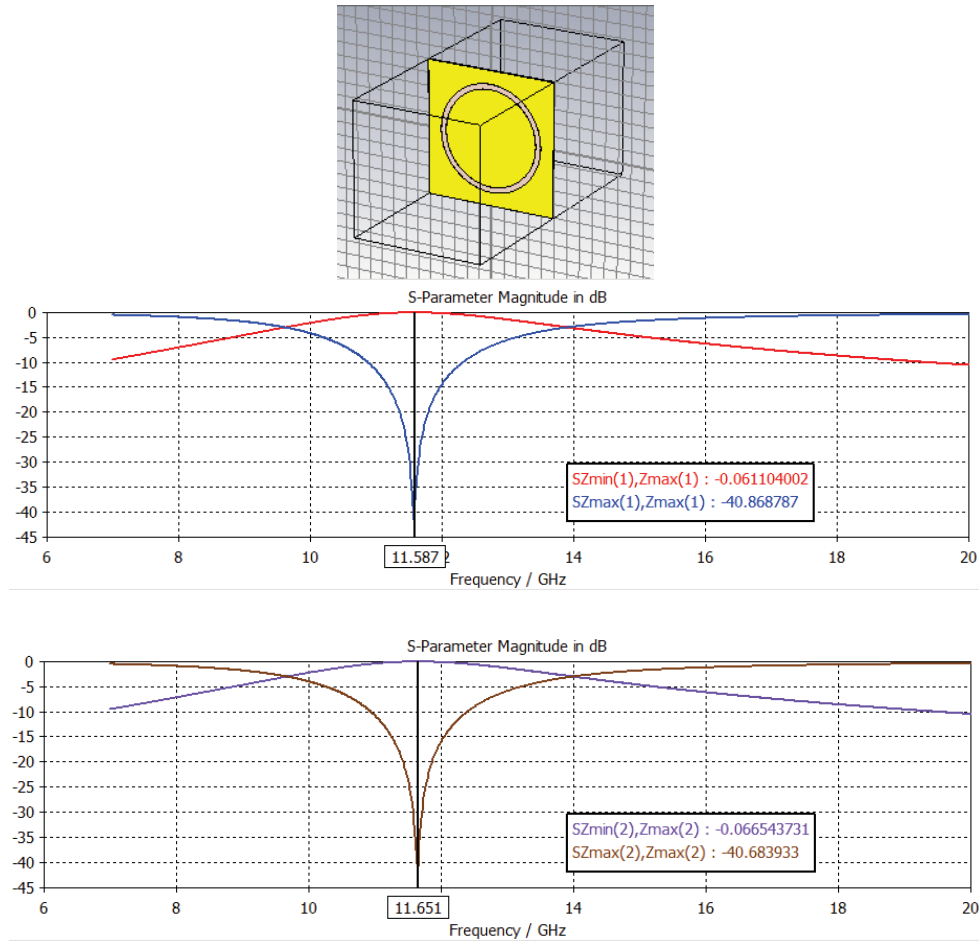 S-Parameter Magnitude in dB
0
-5
-10
-15
-20
-25
-30
-35
-40
-45
SZmin(1),Zmax(1) : -0.061104002
SZmax(1),Zmax(1) : -40.868787
6 8 10 11.587 2 14 16 18 20
Frequency / GHz
S-Parameter Magnitude in dB
0
-5
-10
-15
-20
-25
-30
-35
-40
-45
SZmin(2),Zmax(2) : -0.066543731
SZmax(2),Zmax(2) : -40.683933
6 8 10 11.651 14 16 18 20
Frequency / GHz